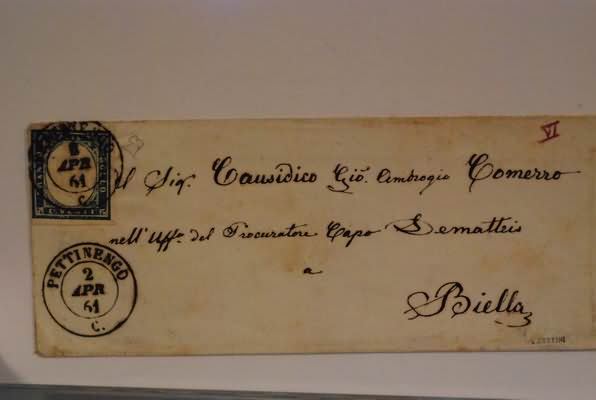 VI
2
APR
61
C.
Al Sig. Causidico Gio. Ambrogio Comerro
nell'Uffo. del Procuratore Capo Dematteis
a
Biella
PETTINENGO
2
APR
61
C.